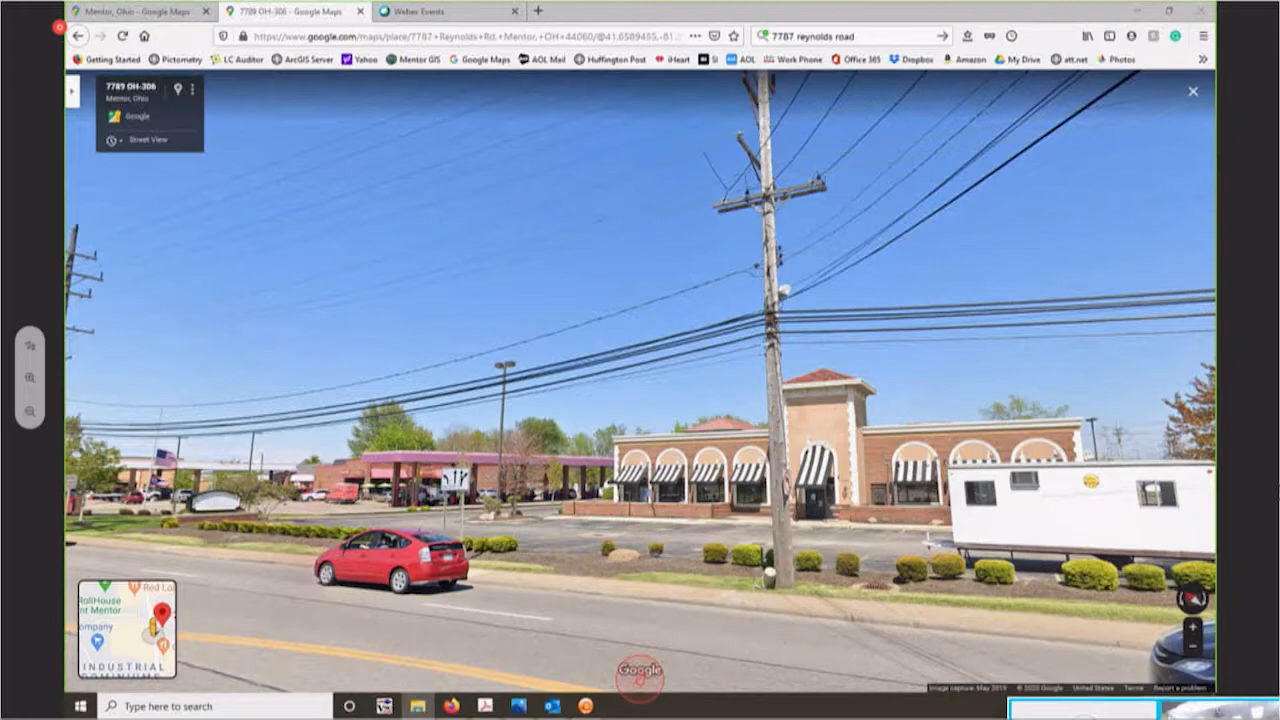 Mentor, Ohio - Google Maps
7789 OH-306 - Google Maps
Webex Events
https://www.google.com/maps/place/7787+Reynolds+Rd,+Mentor,+OH+44060/@41.6589455,-81.
7787 reynolds road
Getting Started
Pictometry
LC Auditor
ArcGIS Server
Yahoo
Mentor GIS
Google Maps
AOL Mail
Huffington Post
iHeart
SI
AOL
Work Phone
Office 365
Dropbox
Amazon
My Drive
att.net
Photos
7789 OH-306
Mentor, Ohio
Google
Street View
Red Lo
RollHouse
nt Mentor
ompany
INDUSTRIAL
Google
Image capture: May 2019 © 2020 Google United States Terms Report a problem
Type here to search